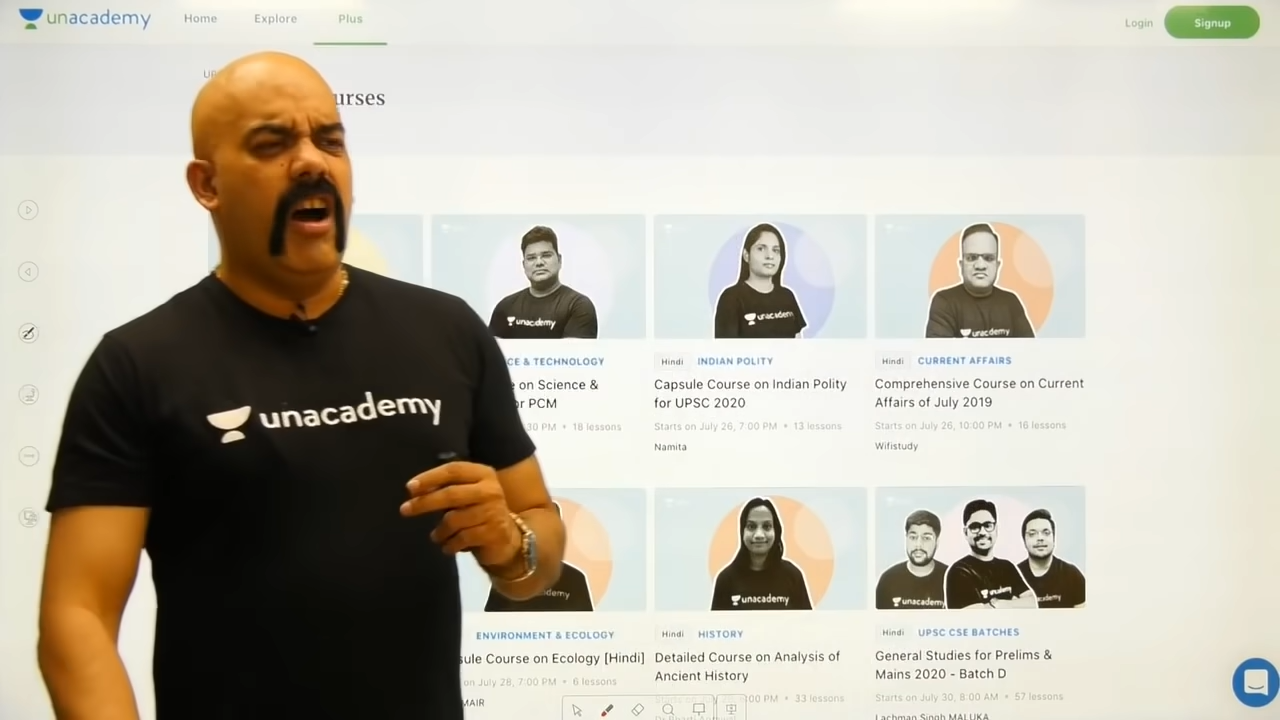 unacademy
Home
Explore
Plus
Login
Signup
urses
unacademy
unacademy
unacademy
unacademy
CE & TECHNOLOGY
on Science &
or PCM
30 PM • 18 lessons
Hindi INDIAN POLITY
Capsule Course on Indian Polity
for UPSC 2020
Starts on July 26, 7:00 PM • 13 lessons
Namita
Hindi CURRENT AFFAIRS
Comprehensive Course on Current
Affairs of July 2019
Starts on July 26, 10:00 PM • 16 lessons
Wifistudy
unacademy
unacademy
unacademy
ENVIRONMENT & ECOLOGY
sule Course on Ecology [Hindi]
July 28, 7:00 PM • 6 lessons
MAIR
Hindi HISTORY
Detailed Course on Analysis of
Ancient History
:00 PM • 33 lessons
Hindi UPSC CSE BATCHES
General Studies for Prelims &
Mains 2020 - Batch D
Starts on July 30, 8:00 AM • 57 lessons
Lachman Singh MALUKA